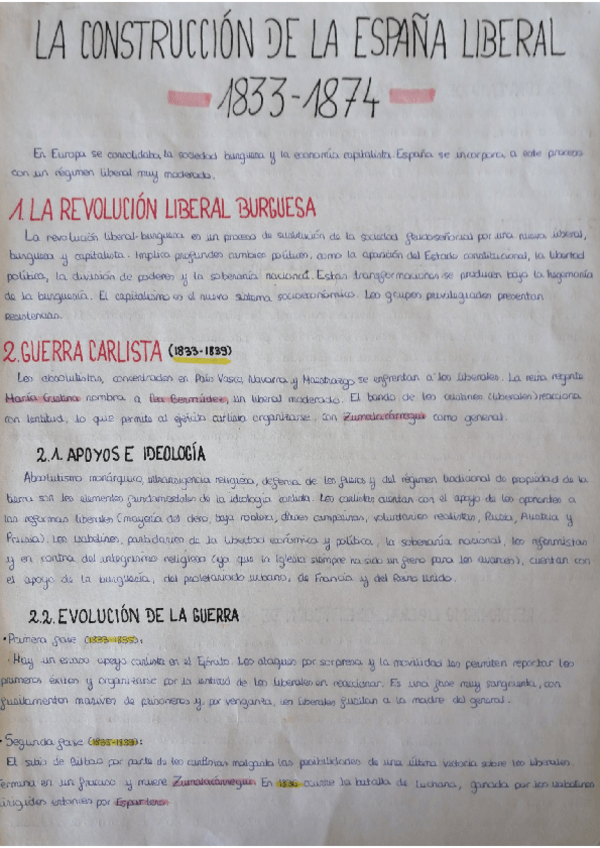 LA CONSTRUCCIÓN DE LA ESPAÑA LIBERAL
1833-1874
En Europa se consolidaba la sociedad burguesa y la economía capitalista. España se incorpora a este proceso
con un régimen liberal muy moderado.
1. LA REVOLUCIÓN LIBERAL BURGUESA
La revolución liberal-burguesa es un proceso de sustitución de la sociedad feudoseñorial por una nueva liberal,
burguesa y capitalista. Implica profundos cambios políticos, como la aparición del Estado constitucional, la libertad
política, la división de poderes y la soberanía nacional. Estas transformaciones se producen bajo la hegemonía
de la burguesía. El capitalismo es el nuevo sistema socioeconómico. Los grupos privilegiados presentan
resistencias.
2. GUERRA CARLISTA (1833-1839)
Los absolutistas, concentrados en País Vasco, Navarra y Maestrazgo se enfrentan a los liberales. La reina regente
María Cristina nombra a Cea Bermúdez, un liberal moderado. El bando de los cristinos (liberales) reacciona
con lentitud, lo que permite al ejército carlista organizarse con Zumalacárregui como general.
2.1. APOYOS E IDEOLOGÍA
Absolutismo monárquico, intransigencia religiosa, defensa de los fueros y del régimen tradicional de propiedad de la
tierra son los elementos fundamentales de la ideología carlista. Los carlistas cuentan con el apoyo de los oponentes a
las reformas liberales (mayoría del clero, baja nobleza, clases campesinas, voluntarios realistas, Rusia, Austria y
Prusia). Los isabelinos, partidarios de la libertad económica y política, la soberanía nacional, los reformistas
y en contra del integrismo religioso (ya que la Iglesia siempre ha sido un freno para los avances), cuentan con
el apoyo de la burguesía, del proletariado urbano, de Francia y del Reino Unido.
2.2. EVOLUCIÓN DE LA GUERRA
• Primera fase (1833-1835):
· Hay un escaso apoyo carlista en el Ejército. Los ataques por sorpresa y la movilidad les permiten reportar los
primeros éxitos y organizarse por la lentitud de los liberales en reaccionar. Es una fase muy sangrienta, con
fusilamientos masivos de prisioneros y, por venganza, los liberales fusilan a la madre del general.
• Segunda fase (1835-1839):
El sitio de Bilbao por parte de los carlistas malgasta las posibilidades de una última victoria sobre los liberales.
Termina en un fracaso y muere Zumalacárregui. En 1836 ocurre la batalla de Luchana, ganada por los isabelinos
dirigidos entonces por Espartero.